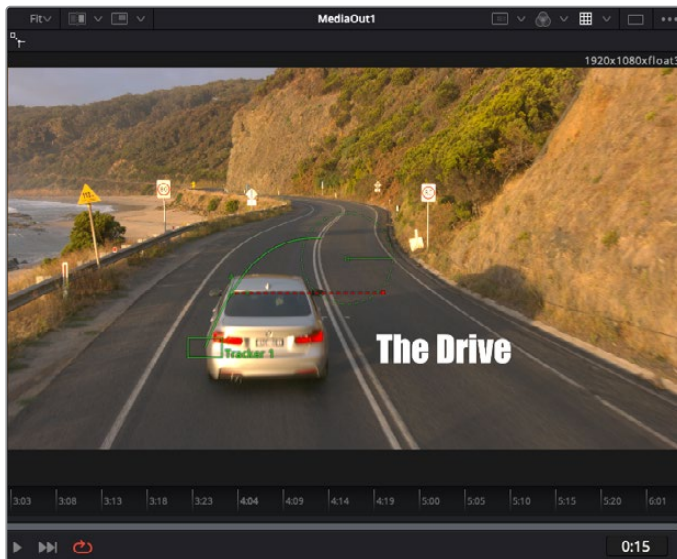 Fit
MediaOut1
1920x1080xfloat3
Tracker 1
The Drive
3:03 3:08 3:13 3:18 3:23 4:04 4:09 4:14 4:19 5:00 5:05 5:10 5:15 5:20 6:01
0:15